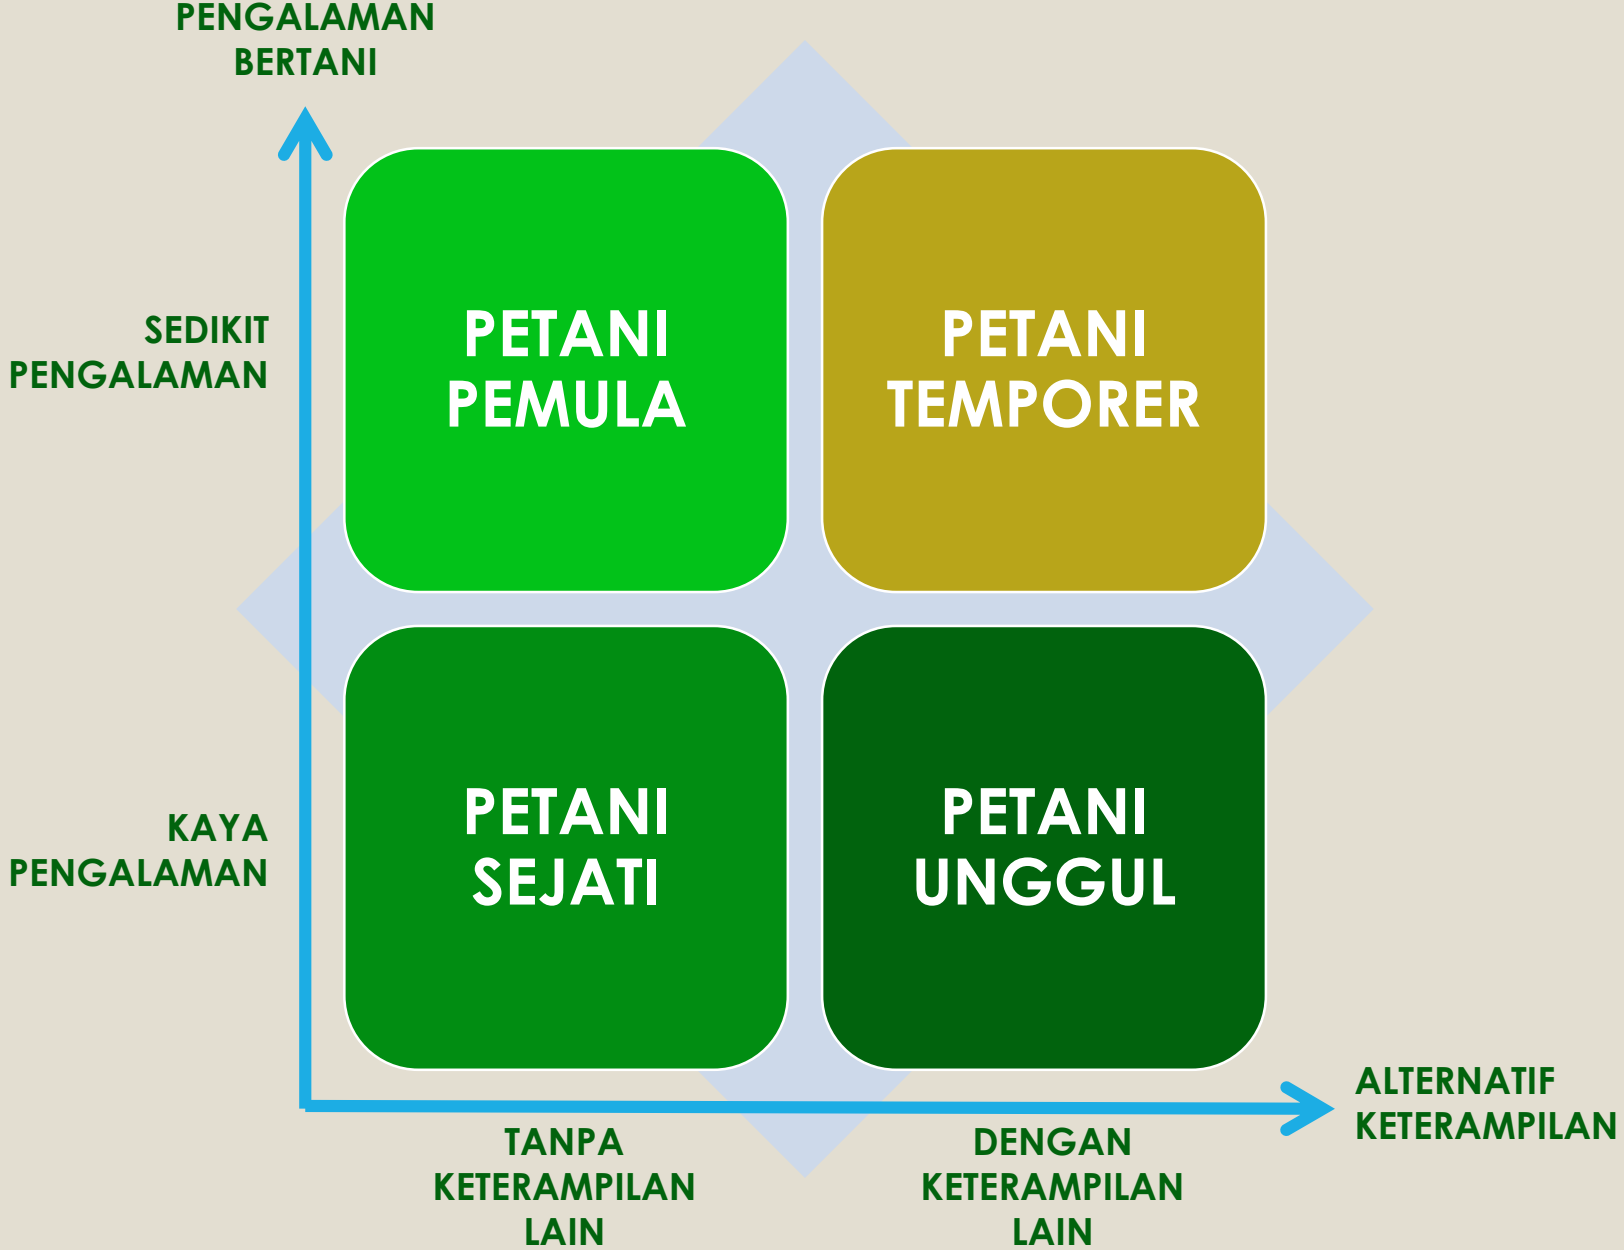 PENGALAMAN
BERTANI
SEDIKIT
PENGALAMAN
PETANI
PEMULA
PETANI
TEMPORER
KAYA
PENGALAMAN
PETANI
SEJATI
PETANI
UNGGUL
ALTERNATIF
KETERAMPILAN
TANPA
KETERAMPILAN
LAIN
DENGAN
KETERAMPILAN
LAIN